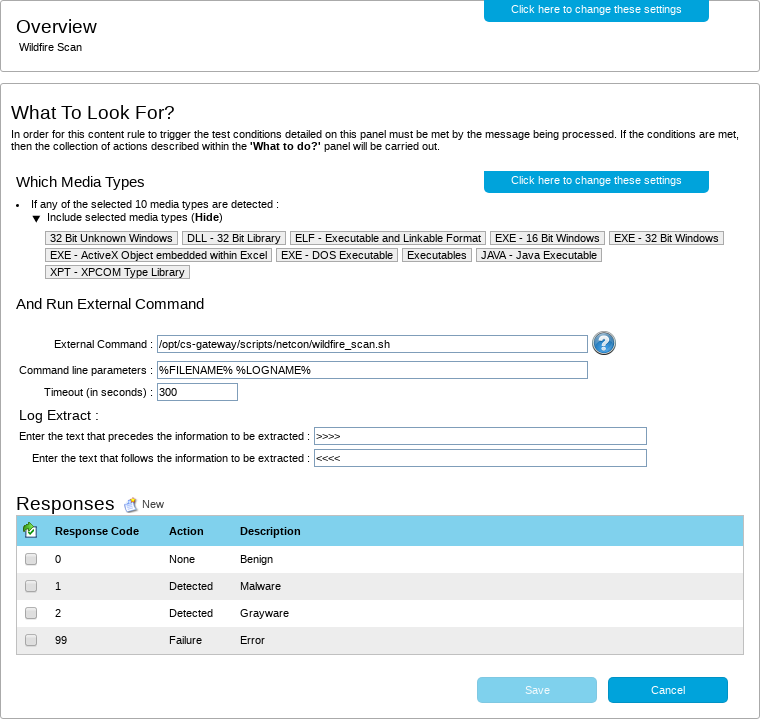 Click here to change these settings
Overview
Wildfire Scan
What To Look For?
In order for this content rule to trigger the test conditions detailed on this panel must be met by the message being processed. If the conditions are met,
then the collection of actions described within the 'What to do?' panel will be carried out.
Which Media Types
Click here to change these settings
If any of the selected 10 media types are detected :
Include selected media types (Hide)
32 Bit Unknown Windows DLL - 32 Bit Library ELF - Executable and Linkable Format EXE - 16 Bit Windows EXE - 32 Bit Windows
EXE - ActiveX Object embedded within Excel EXE - DOS Executable Executables JAVA - Java Executable
XPT - XPCOM Type Library
And Run External Command
External Command : /opt/cs-gateway/scripts/netcon/wildfire_scan.sh ?
Command line parameters : %FILENAME% %LOGNAME%
Timeout (in seconds) : 300
Log Extract :
Enter the text that precedes the information to be extracted : >>>>
Enter the text that follows the information to be extracted : <<<<
Responses New
Response Code Action Description
0 None Benign
1 Detected Malware
2 Detected Grayware
99 Failure Error
Save Cancel